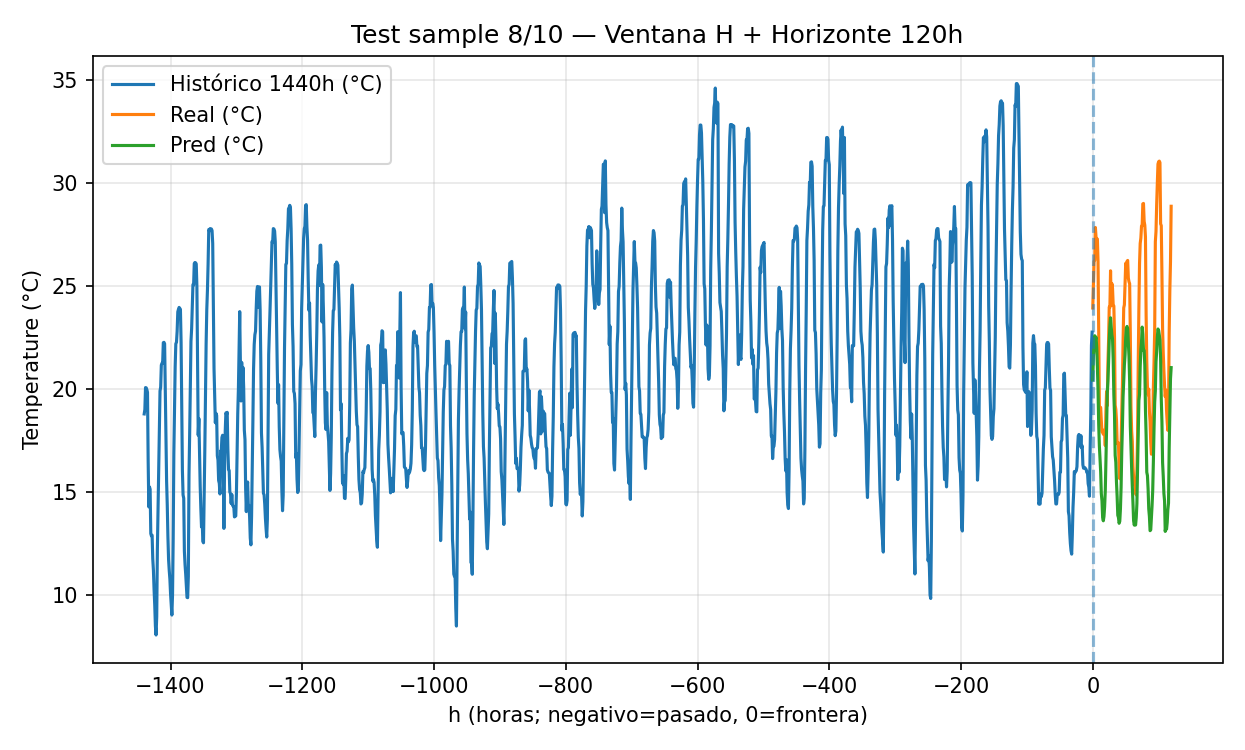 Test sample 8/10 — Ventana H + Horizonte 120h
Histórico 1440h (°C)
Real (°C)
Pred (°C)
Temperature (°C)
35
30
25
20
15
10
−1400 −1200 −1000 −800 −600 −400 −200 0
h (horas; negativo=pasado, 0=frontera)